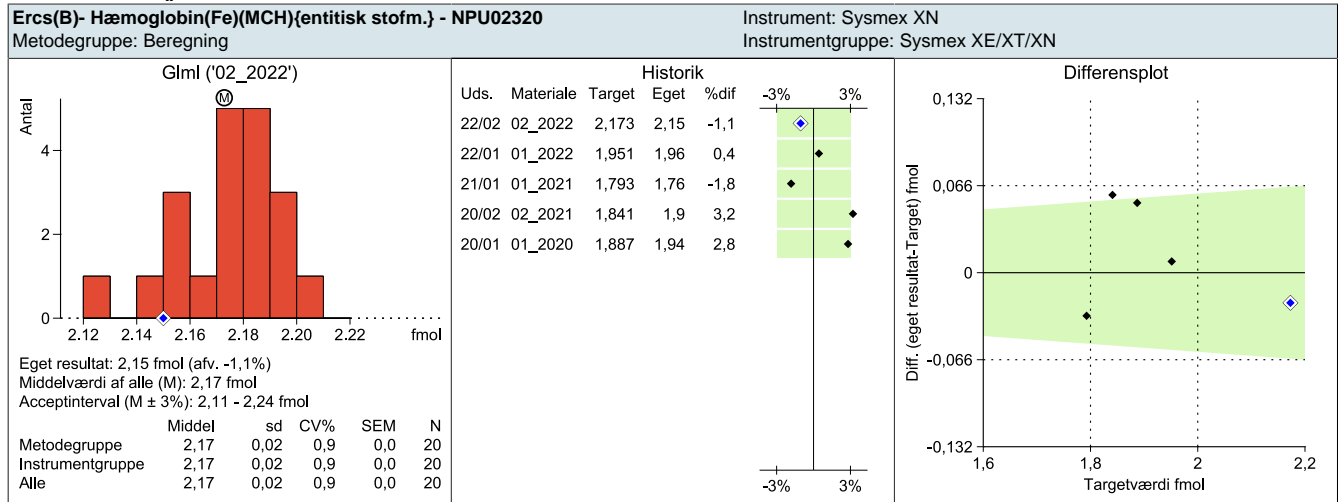 Ercs(B)- Hæmoglobin(Fe)(MCH){entitisk stofm.} - NPU02320
Instrument: Sysmex XN
Metodegruppe: Beregning
Instrumentgruppe: Sysmex XE/XT/XN
GlmI ('02_2022')
M
Antal
4
2
0
2.12 2.14 2.16 2.18 2.20 2.22 fmol
Eget resultat: 2,15 fmol (afv. -1,1%)
Middelværdi af alle (M): 2,17 fmol
Acceptinterval (M ± 3%): 2,11 - 2,24 fmol
Middel sd CV% SEM N
Metodegruppe 2,17 0,02 0,9 0,0 20
Instrumentgruppe 2,17 0,02 0,9 0,0 20
Alle 2,17 0,02 0,9 0,0 20
Historik
Uds. Materiale Target Eget %dif -3% 3%
22/02 02_2022 2,173 2,15 -1,1
22/01 01_2022 1,951 1,96 0,4
21/01 01_2021 1,793 1,76 -1,8
20/02 02_2021 1,841 1,9 3,2
20/01 01_2020 1,887 1,94 2,8
-3% 3%
Differensplot
Diff. (eget resultat-Target) fmol
0,132
0,066
0
-0,066
-0,132
1,6 1,8 2 2,2
Targetværdi fmol